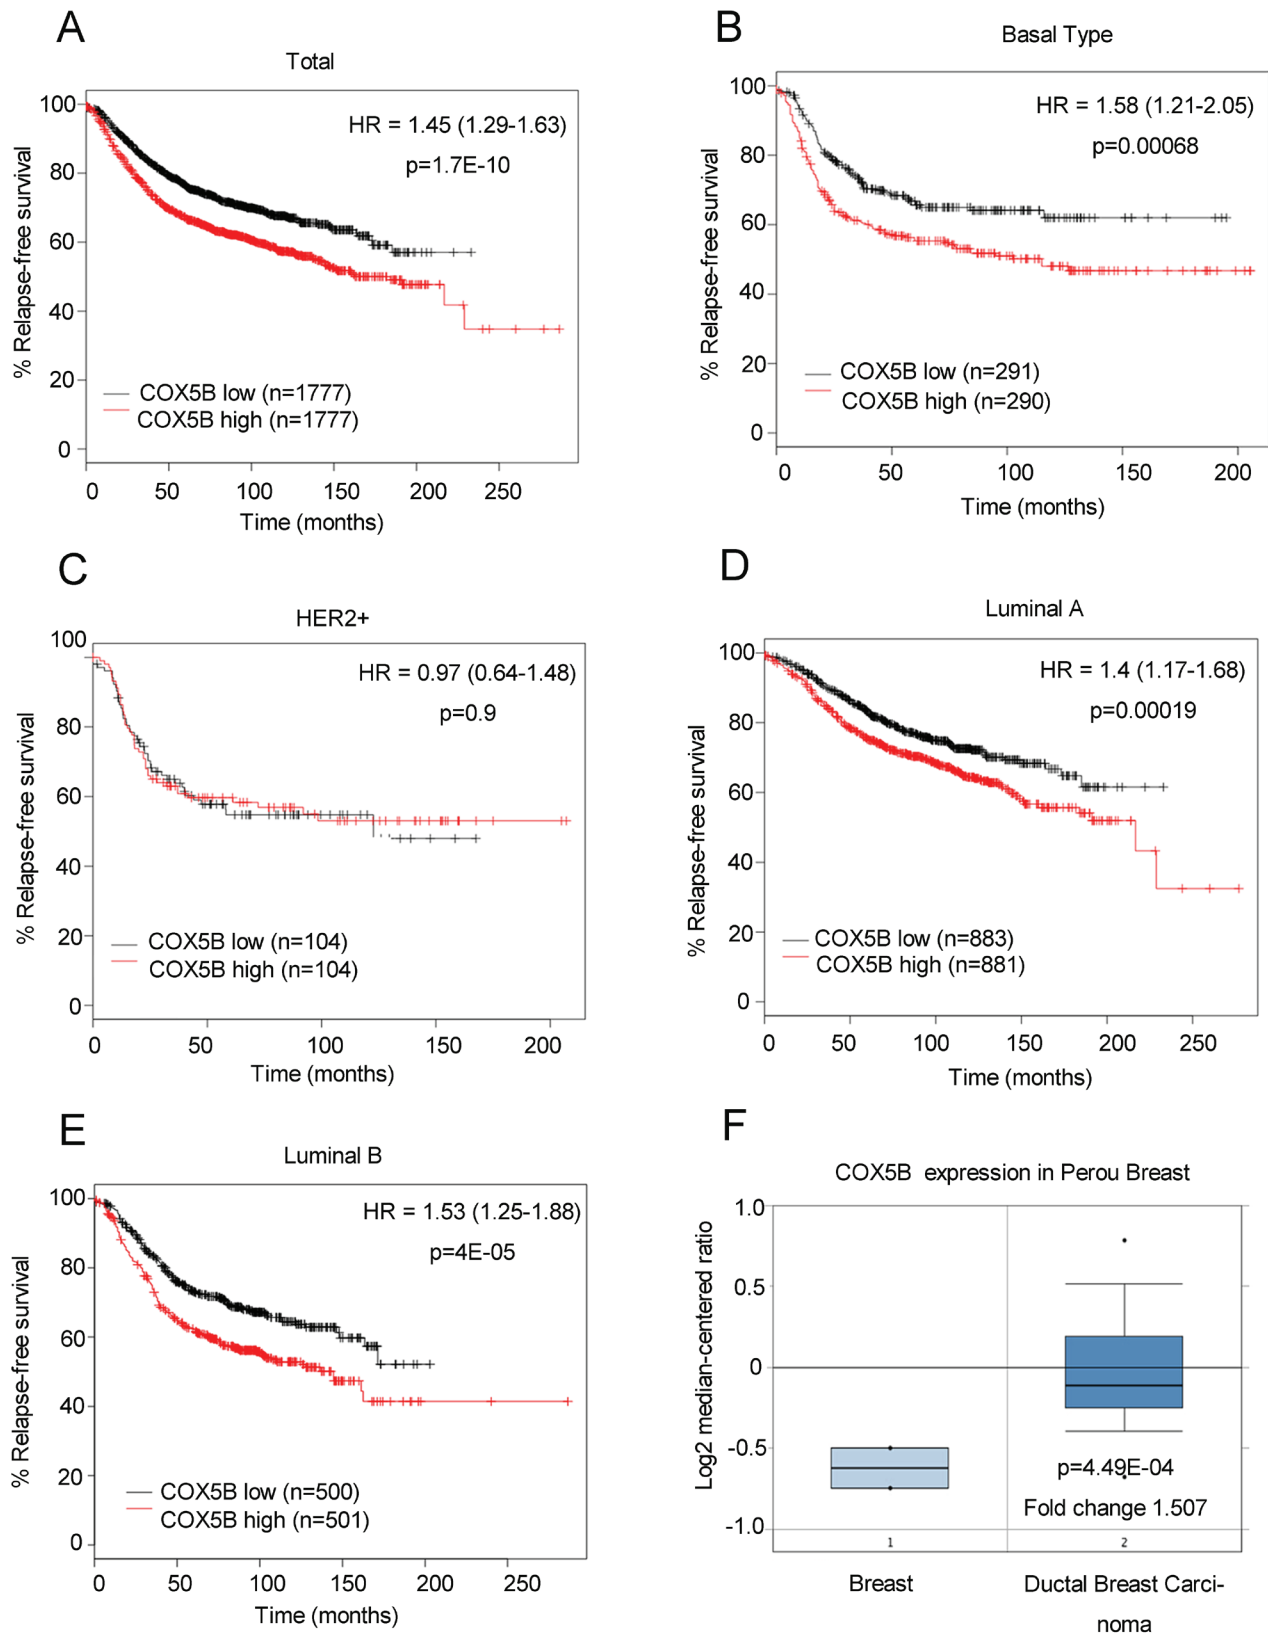 A
Total
% Relapse-free survival
100
80
60
40
20
0
HR = 1.45 (1.29-1.63)
p=1.7E-10
COX5B low (n=1777)
COX5B high (n=1777)
0 50 100 150 200 250
Time (months)
B
Basal Type
% Relapse-free survival
100
80
60
40
20
0
HR = 1.58 (1.21-2.05)
p=0.00068
COX5B low (n=291)
COX5B high (n=290)
0 50 100 150 200
Time (months)
C
HER2+
% Relapse-free survival
100
80
60
40
20
0
HR = 0.97 (0.64-1.48)
p=0.9
COX5B low (n=104)
COX5B high (n=104)
0 50 100 150 200
Time (months)
D
Luminal A
% Relapse-free survival
100
80
60
40
20
0
HR = 1.4 (1.17-1.68)
p=0.00019
COX5B low (n=883)
COX5B high (n=881)
0 50 100 150 200 250
Time (months)
E
Luminal B
% Relapse-free survival
100
80
60
40
20
0
HR = 1.53 (1.25-1.88)
p=4E-05
COX5B low (n=500)
COX5B high (n=501)
0 50 100 150 200 250
Time (months)
F
COX5B expression in Perou Breast
Log2 median-centered ratio
1.0
0.5
0
-0.5
-1.0
p=4.49E-04
Fold change 1.507
1 2
Breast
Ductal Breast Carci-
noma